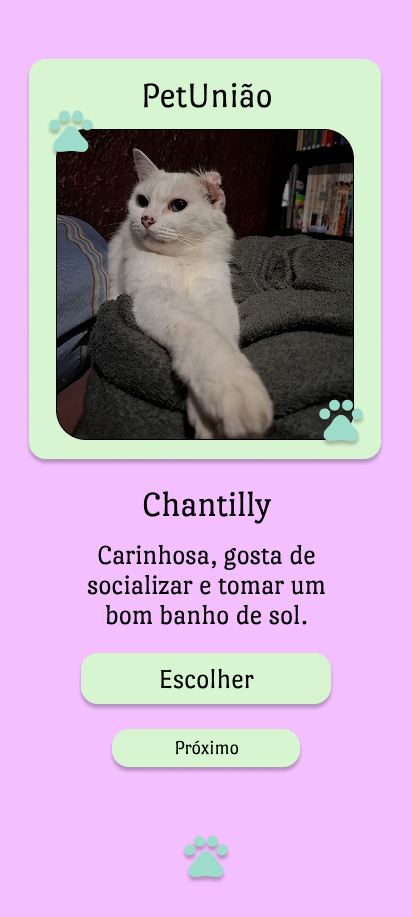 PetUnião
Chantilly
Carinhosa, gosta de
socializar e tomar um
bom banho de sol.
Escolher
Próximo